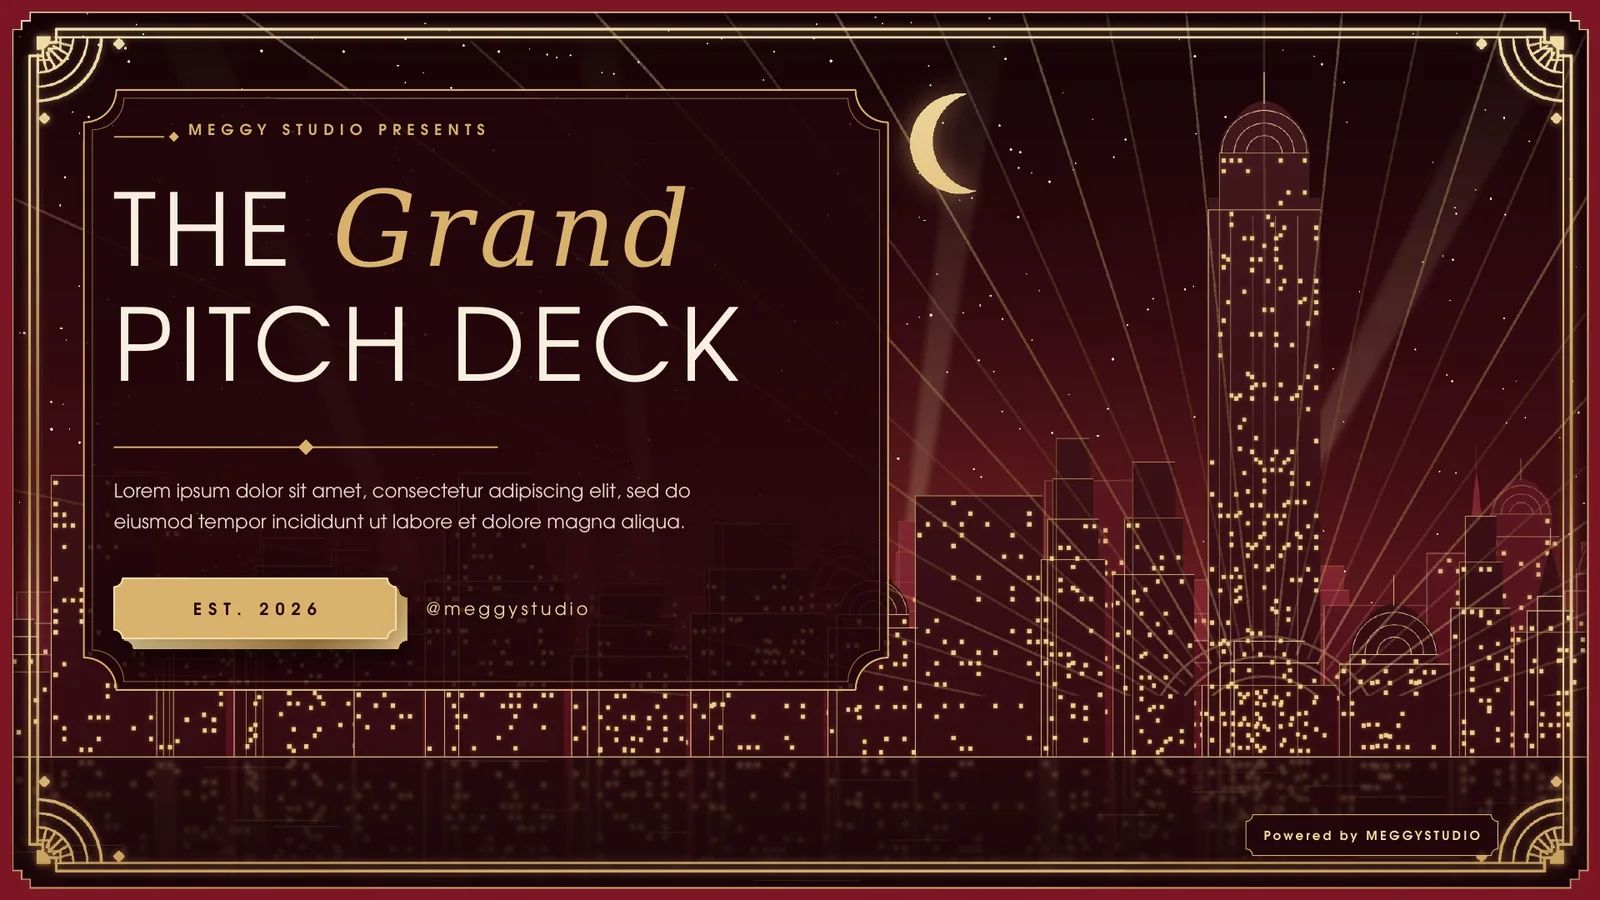 MEGGY STUDIO PRESENTS
THE Grand
PITCH DECK
Lorem ipsum dolor sit amet, consectetur adipiscing elit, sed do
eiusmod tempor incididunt ut labore et dolore magna aliqua.
EST. 2026
@meggystudio
Powered by MEGGYSTUDIO